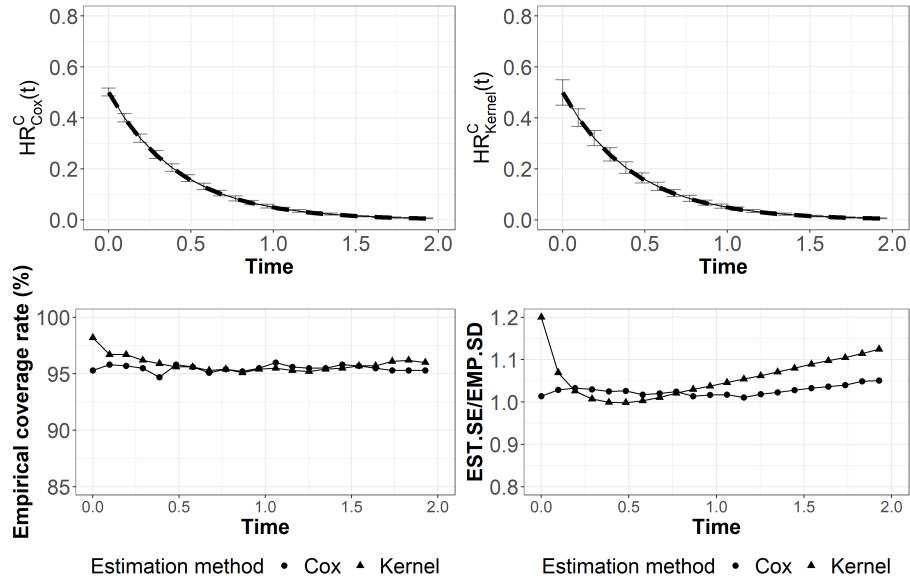 HR^C_Cox(t)
0.8
0.6
0.4
0.2
0.0
0.0 0.5 1.0 1.5 2.0
Time
HR^C_Kernel(t)
0.8
0.6
0.4
0.2
0.0
0.0 0.5 1.0 1.5 2.0
Time
Empirical coverage rate (%)
100
95
90
85
0.0 0.5 1.0 1.5 2.0
Time
Estimation method Cox Kernel
EST.SE/EMP.SD
1.2
1.1
1.0
0.9
0.8
0.0 0.5 1.0 1.5 2.0
Time
Estimation method Cox Kernel